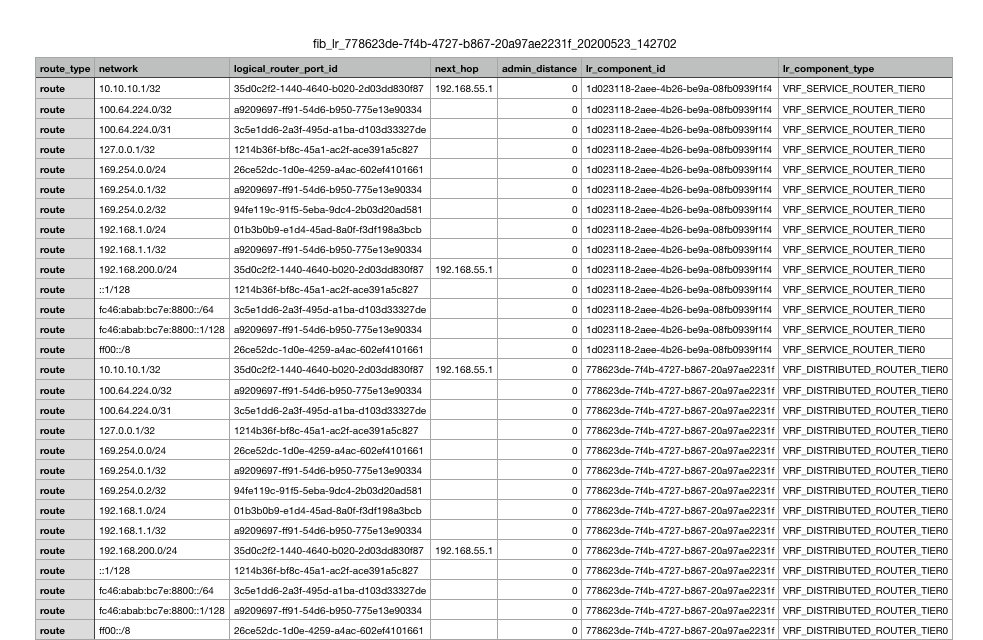 fib_lr_778623de-7f4b-4727-b867-20a97ae2231f_20200523_142702
route_type network logical_router_port_id next_hop admin_distance lr_component_id lr_component_type
route 10.10.10.1/32 35d0c2f2-1440-4640-b020-2d03dd830f87 192.168.55.1 0 1d023118-2aee-4b26-be9a-08fb0939f1f4 VRF_SERVICE_ROUTER_TIER0
route 100.64.224.0/32 a9209697-ff91-54d6-b950-775e13e90334 0 1d023118-2aee-4b26-be9a-08fb0939f1f4 VRF_SERVICE_ROUTER_TIER0
route 100.64.224.0/31 3c5e1dd6-2a3f-495d-a1ba-d103d33327de 0 1d023118-2aee-4b26-be9a-08fb0939f1f4 VRF_SERVICE_ROUTER_TIER0
route 127.0.0.1/32 1214b36f-bf8c-45a1-ac2f-ace391a5c827 0 1d023118-2aee-4b26-be9a-08fb0939f1f4 VRF_SERVICE_ROUTER_TIER0
route 169.254.0.0/24 26ce52dc-1d0e-4259-a4ac-602ef4101661 0 1d023118-2aee-4b26-be9a-08fb0939f1f4 VRF_SERVICE_ROUTER_TIER0
route 169.254.0.1/32 a9209697-ff91-54d6-b950-775e13e90334 0 1d023118-2aee-4b26-be9a-08fb0939f1f4 VRF_SERVICE_ROUTER_TIER0
route 169.254.0.2/32 94fe119c-91f5-5eba-9dc4-2b03d20ad581 0 1d023118-2aee-4b26-be9a-08fb0939f1f4 VRF_SERVICE_ROUTER_TIER0
route 192.168.1.0/24 01b3b0b9-e1d4-45ad-8a0f-f3df198a3bcb 0 1d023118-2aee-4b26-be9a-08fb0939f1f4 VRF_SERVICE_ROUTER_TIER0
route 192.168.1.1/32 a9209697-ff91-54d6-b950-775e13e90334 0 1d023118-2aee-4b26-be9a-08fb0939f1f4 VRF_SERVICE_ROUTER_TIER0
route 192.168.200.0/24 35d0c2f2-1440-4640-b020-2d03dd830f87 192.168.55.1 0 1d023118-2aee-4b26-be9a-08fb0939f1f4 VRF_SERVICE_ROUTER_TIER0
route ::1/128 1214b36f-bf8c-45a1-ac2f-ace391a5c827 0 1d023118-2aee-4b26-be9a-08fb0939f1f4 VRF_SERVICE_ROUTER_TIER0
route fc46:abab:bc7e:8800::/64 3c5e1dd6-2a3f-495d-a1ba-d103d33327de 0 1d023118-2aee-4b26-be9a-08fb0939f1f4 VRF_SERVICE_ROUTER_TIER0
route fc46:abab:bc7e:8800::1/128 a9209697-ff91-54d6-b950-775e13e90334 0 1d023118-2aee-4b26-be9a-08fb0939f1f4 VRF_SERVICE_ROUTER_TIER0
route ff00::/8 26ce52dc-1d0e-4259-a4ac-602ef4101661 0 1d023118-2aee-4b26-be9a-08fb0939f1f4 VRF_SERVICE_ROUTER_TIER0
route 10.10.10.1/32 35d0c2f2-1440-4640-b020-2d03dd830f87 192.168.55.1 0 778623de-7f4b-4727-b867-20a97ae2231f VRF_DISTRIBUTED_ROUTER_TIER0
route 100.64.224.0/32 a9209697-ff91-54d6-b950-775e13e90334 0 778623de-7f4b-4727-b867-20a97ae2231f VRF_DISTRIBUTED_ROUTER_TIER0
route 100.64.224.0/31 3c5e1dd6-2a3f-495d-a1ba-d103d33327de 0 778623de-7f4b-4727-b867-20a97ae2231f VRF_DISTRIBUTED_ROUTER_TIER0
route 127.0.0.1/32 1214b36f-bf8c-45a1-ac2f-ace391a5c827 0 778623de-7f4b-4727-b867-20a97ae2231f VRF_DISTRIBUTED_ROUTER_TIER0
route 169.254.0.0/24 26ce52dc-1d0e-4259-a4ac-602ef4101661 0 778623de-7f4b-4727-b867-20a97ae2231f VRF_DISTRIBUTED_ROUTER_TIER0
route 169.254.0.1/32 a9209697-ff91-54d6-b950-775e13e90334 0 778623de-7f4b-4727-b867-20a97ae2231f VRF_DISTRIBUTED_ROUTER_TIER0
route 169.254.0.2/32 94fe119c-91f5-5eba-9dc4-2b03d20ad581 0 778623de-7f4b-4727-b867-20a97ae2231f VRF_DISTRIBUTED_ROUTER_TIER0
route 192.168.1.0/24 01b3b0b9-e1d4-45ad-8a0f-f3df198a3bcb 0 778623de-7f4b-4727-b867-20a97ae2231f VRF_DISTRIBUTED_ROUTER_TIER0
route 192.168.1.1/32 a9209697-ff91-54d6-b950-775e13e90334 0 778623de-7f4b-4727-b867-20a97ae2231f VRF_DISTRIBUTED_ROUTER_TIER0
route 192.168.200.0/24 35d0c2f2-1440-4640-b020-2d03dd830f87 192.168.55.1 0 778623de-7f4b-4727-b867-20a97ae2231f VRF_DISTRIBUTED_ROUTER_TIER0
route ::1/128 1214b36f-bf8c-45a1-ac2f-ace391a5c827 0 778623de-7f4b-4727-b867-20a97ae2231f VRF_DISTRIBUTED_ROUTER_TIER0
route fc46:abab:bc7e:8800::/64 3c5e1dd6-2a3f-495d-a1ba-d103d33327de 0 778623de-7f4b-4727-b867-20a97ae2231f VRF_DISTRIBUTED_ROUTER_TIER0
route fc46:abab:bc7e:8800::1/128 a9209697-ff91-54d6-b950-775e13e90334 0 778623de-7f4b-4727-b867-20a97ae2231f VRF_DISTRIBUTED_ROUTER_TIER0
route ff00::/8 26ce52dc-1d0e-4259-a4ac-602ef4101661 0 778623de-7f4b-4727-b867-20a97ae2231f VRF_DISTRIBUTED_ROUTER_TIER0